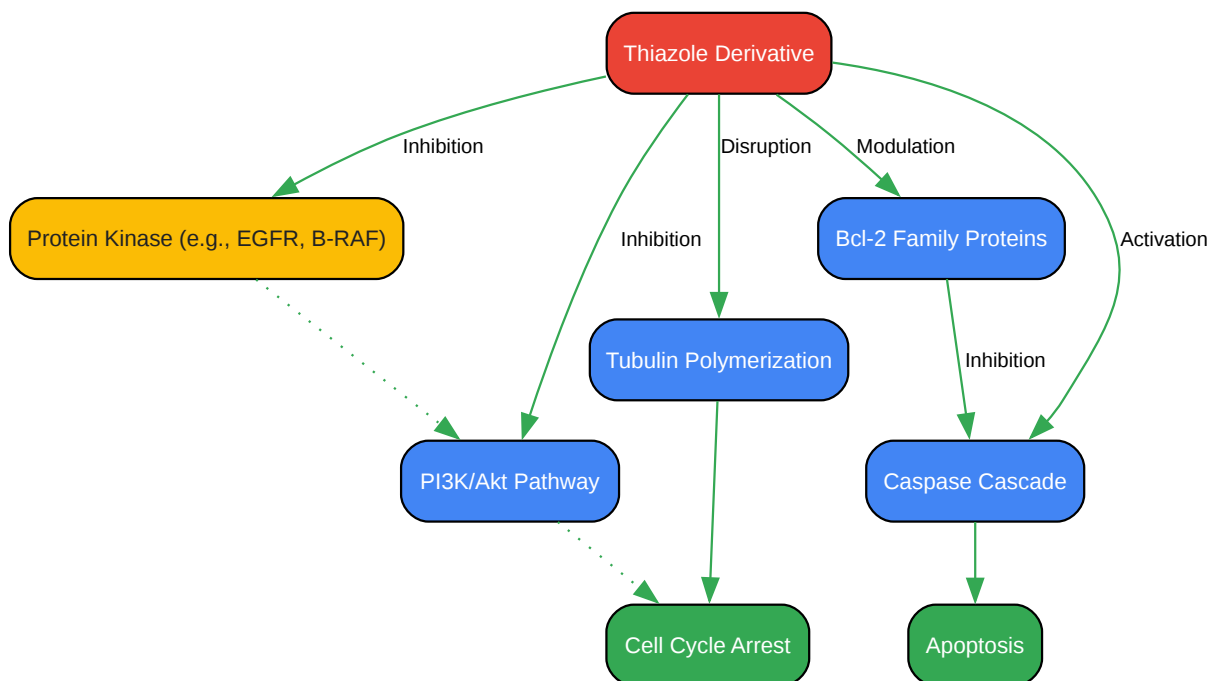 Thiazole Derivative
Inhibition
Disruption
Modulation
Protein Kinase (e.g., EGFR, B-RAF)
Inhibition
Bcl-2 Family Proteins
Activation
Tubulin Polymerization
Inhibition
PI3K/Akt Pathway
Caspase Cascade
Cell Cycle Arrest
Apoptosis